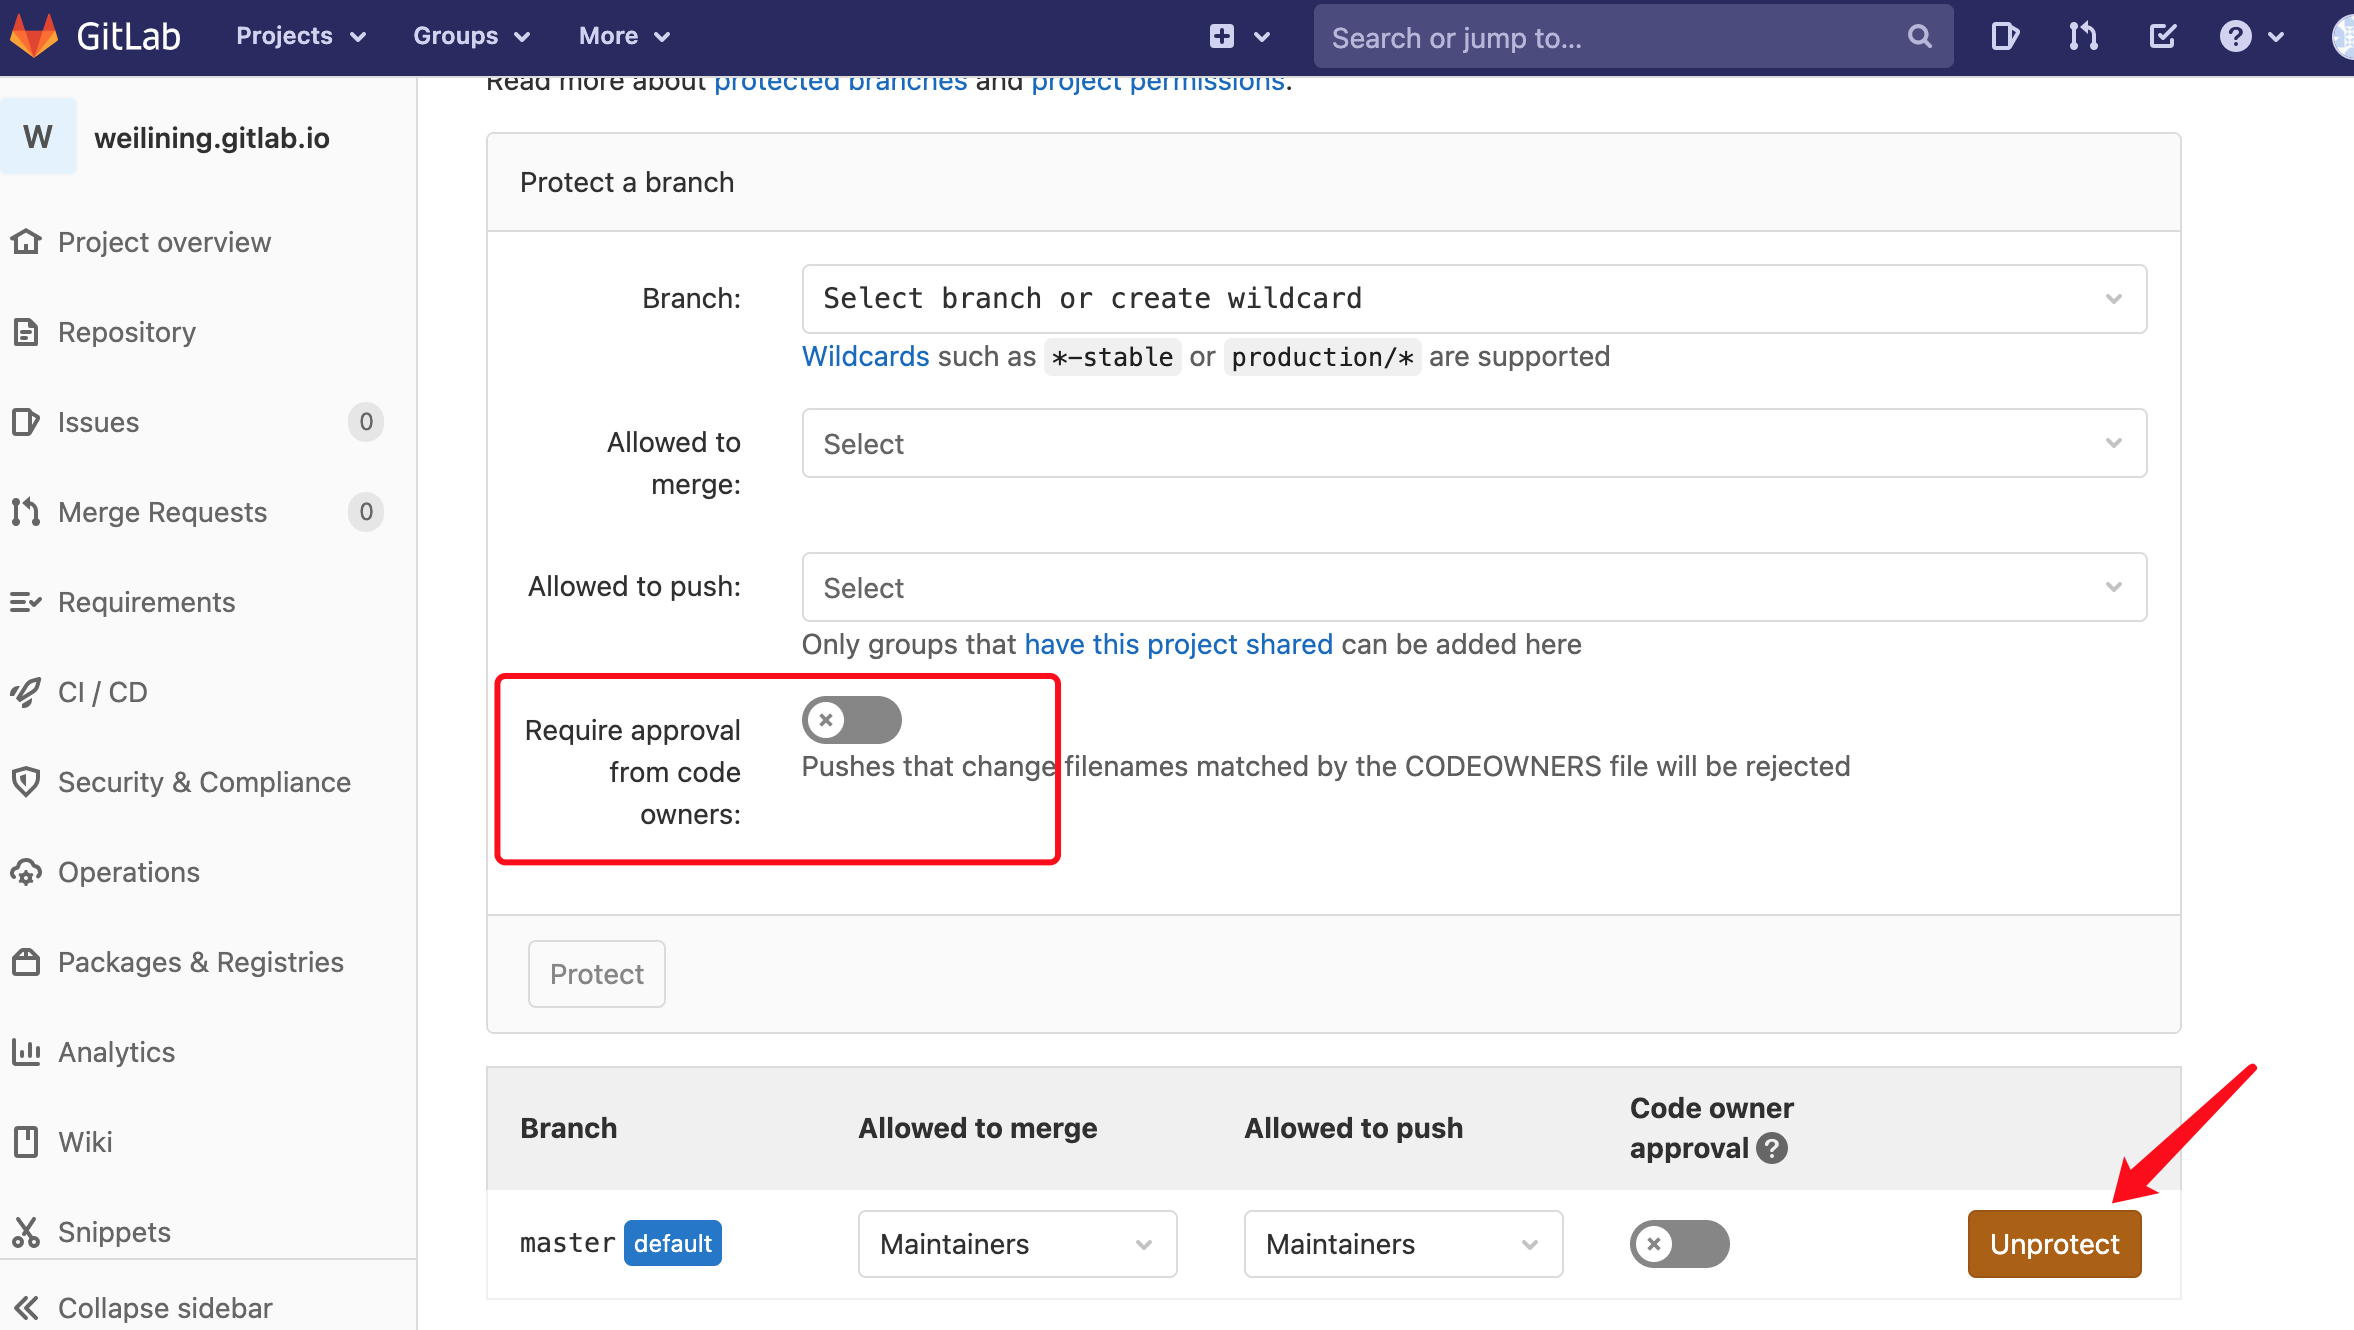 GitLab Projects Groups More Search or jump to...
Read more about protected branches and project permissions.
W weilining.gitlab.io
Project overview
Repository
Issues 0
Merge Requests 0
Requirements
CI / CD
Security & Compliance
Operations
Packages & Registries
Analytics
Wiki
Snippets
Collapse sidebar
Protect a branch
Branch: Select branch or create wildcard
Wildcards such as *-stable or production/* are supported
Allowed to
merge:
Select
Allowed to push: Select
Only groups that have this project shared can be added here
Require approval
from code
owners:
Pushes that change filenames matched by the CODEOWNERS file will be rejected
Protect
Branch Allowed to merge Allowed to push Code owner
approval ?
master default Maintainers Maintainers Unprotect